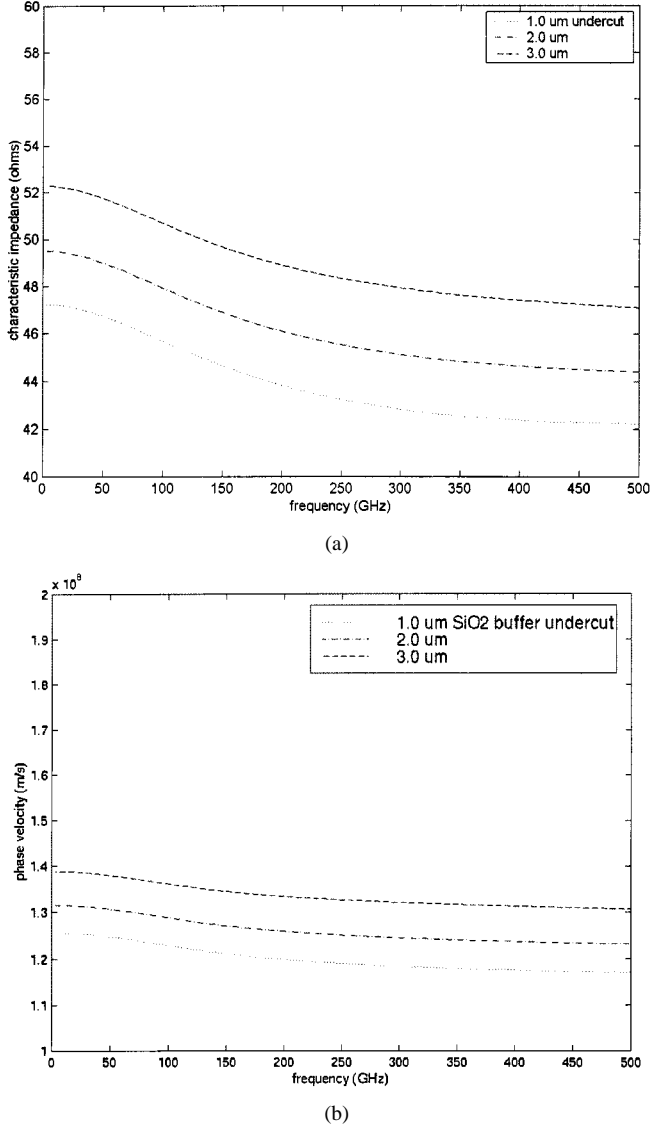 60
58
56
54
52
50
48
46
44
42
40
characteristic impedance (ohms)
1.0 um undercut
2.0 um
3.0 um
0 50 100 150 200 250 300 350 400 450 500
frequency (GHz)
(a)
x 10^8
2
1.9
1.8
1.7
1.6
1.5
1.4
1.3
1.2
1.1
1
phase velocity (m/s)
1.0 um SiO2 buffer undercut
2.0 um
3.0 um
0 50 100 150 200 250 300 350 400 450 500
frequency (GHz)
(b)